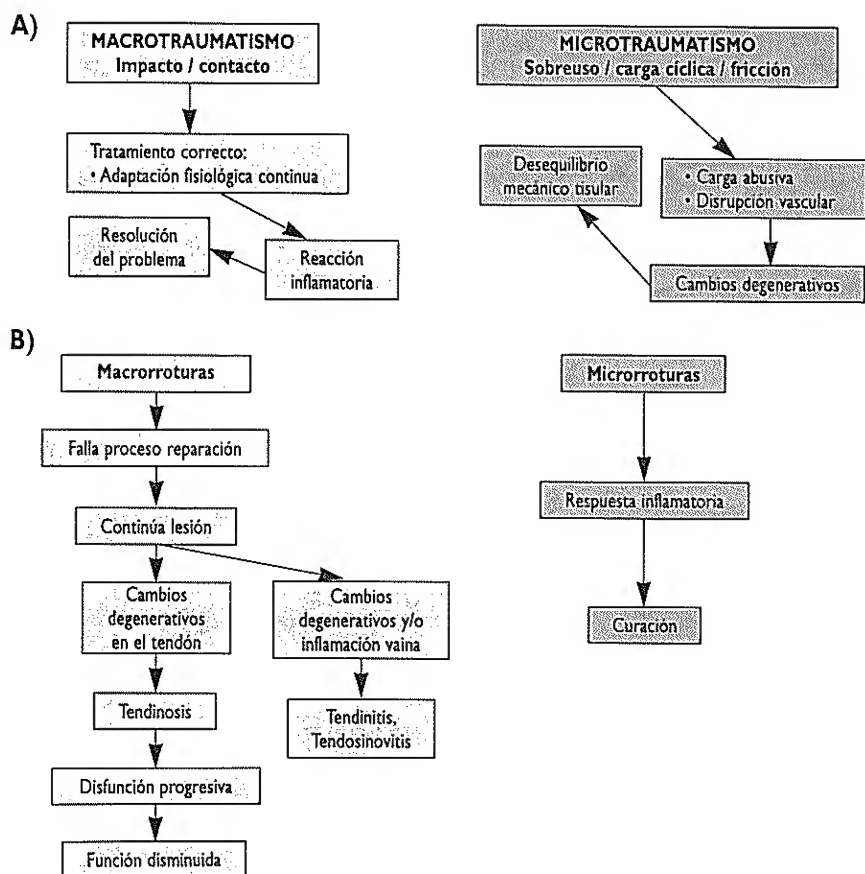 A)
MACROTRAUMATISMO
Impacto / contacto
Tratamiento correcto:
• Adaptación fisiológica continua
Resolución
del problema
Reacción
inflamatoria
MICROTRAUMATISMO
Sobreuso / carga cíclica / fricción
Desequilibrio
mecánico tisular
• Carga abusiva
• Disrupción vascular
Cambios degenerativos
B)
Macrorroturas
Falla proceso reparación
Continúa lesión
Cambios
degenerativos
en el tendón
Cambios
degenerativos y/o
inflamación vaina
Tendinosis
Tendinitis,
Tendosinovitis
Disfunción progresiva
Función disminuida
Microrroturas
Respuesta inflamatoria
Curación